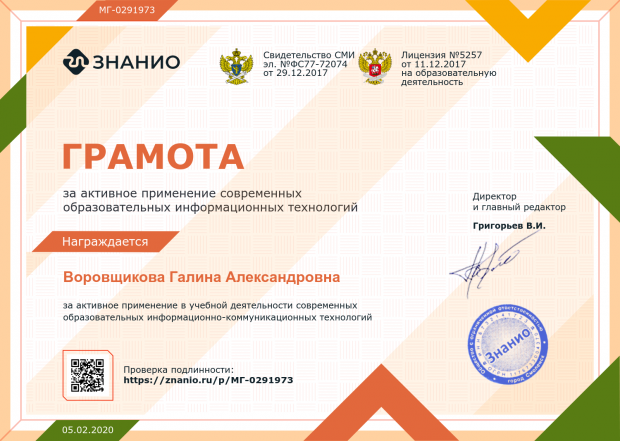 МГ-0291973
ЗНАНИО
Свидетельство СМИ
эл. №ФС77-72074
от 29.12.2017
Лицензия №5257
от 11.12.2017
на образовательную
деятельность
ГРАМОТА
за активное применение современных
образовательных информационных технологий
Директор
и главный редактор
Григорьев В.И.
Награждается
Воровщикова Галина Александровна
за активное применение в учебной деятельности современных
образовательных информационно-коммуникационных технологий
Знанио
город Смоленск
Проверка подлинности:
https://znanio.ru/p/МГ-0291973
05.02.2020